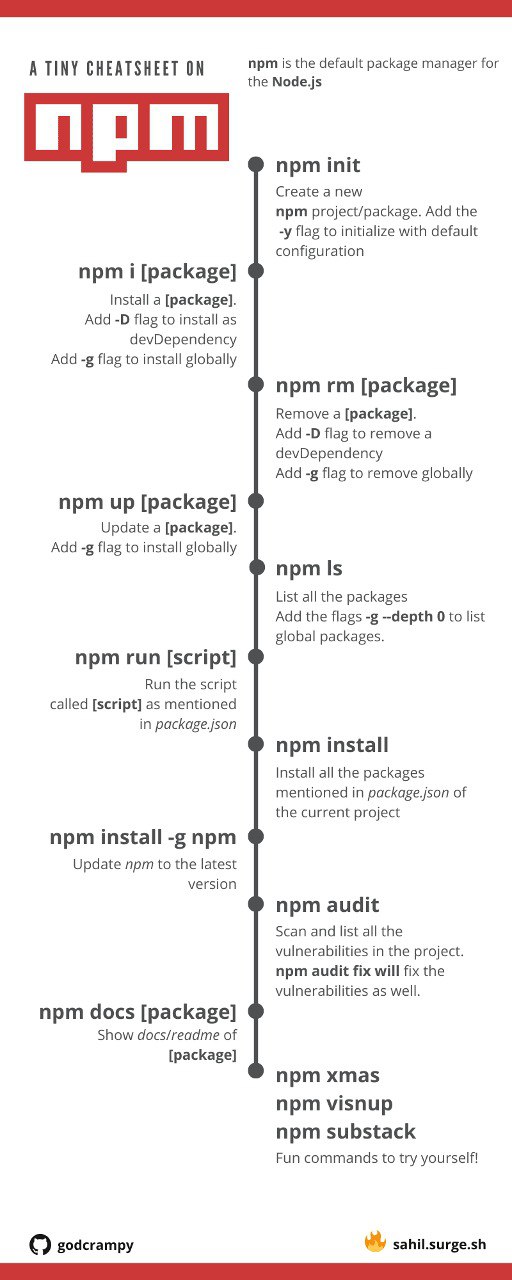 A TINY CHEATSHEET ON
npm
npm is the default package manager for
the Node.js
npm init
Create a new
npm project/package. Add the
-y flag to initialize with default
configuration
npm i [package]
Install a [package].
Add -D flag to install as
devDependency
Add -g flag to install globally
npm rm [package]
Remove a [package].
Add -D flag to remove a
devDependency
Add -g flag to remove globally
npm up [package]
Update a [package].
Add -g flag to install globally
npm ls
List all the packages
Add the flags -g --depth 0 to list
global packages.
npm run [script]
Run the script
called [script] as mentioned
in package.json
npm install
Install all the packages
mentioned in package.json of
the current project
npm install -g npm
Update npm to the latest
version
npm audit
Scan and list all the
vulnerabilities in the project.
npm audit fix will fix the
vulnerabilities as well.
npm docs [package]
Show docs/readme of
[package]
npm xmas
npm visnup
npm substack
Fun commands to try yourself!
godcrampy
sahil.surge.sh